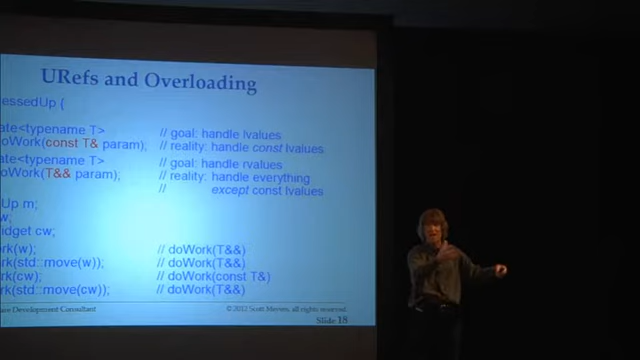 URefs and Overloading
essedUp {
ate<typename T> // goal: handle lvalues
oWork(const T& param); // reality: handle const lvalues
ate<typename T> // goal: handle rvalues
oWork(T&& param); // reality: handle everything
// except const lvalues
Up m;
w;
idget cw;
rk(w); // doWork(T&&)
rk(std::move(w)); // doWork(T&&)
rk(cw); // doWork(const T&)
rk(std::move(cw)); // doWork(T&&)
are Development Consultant © 2012 Scott Meyers, all rights reserved.
Slide 18